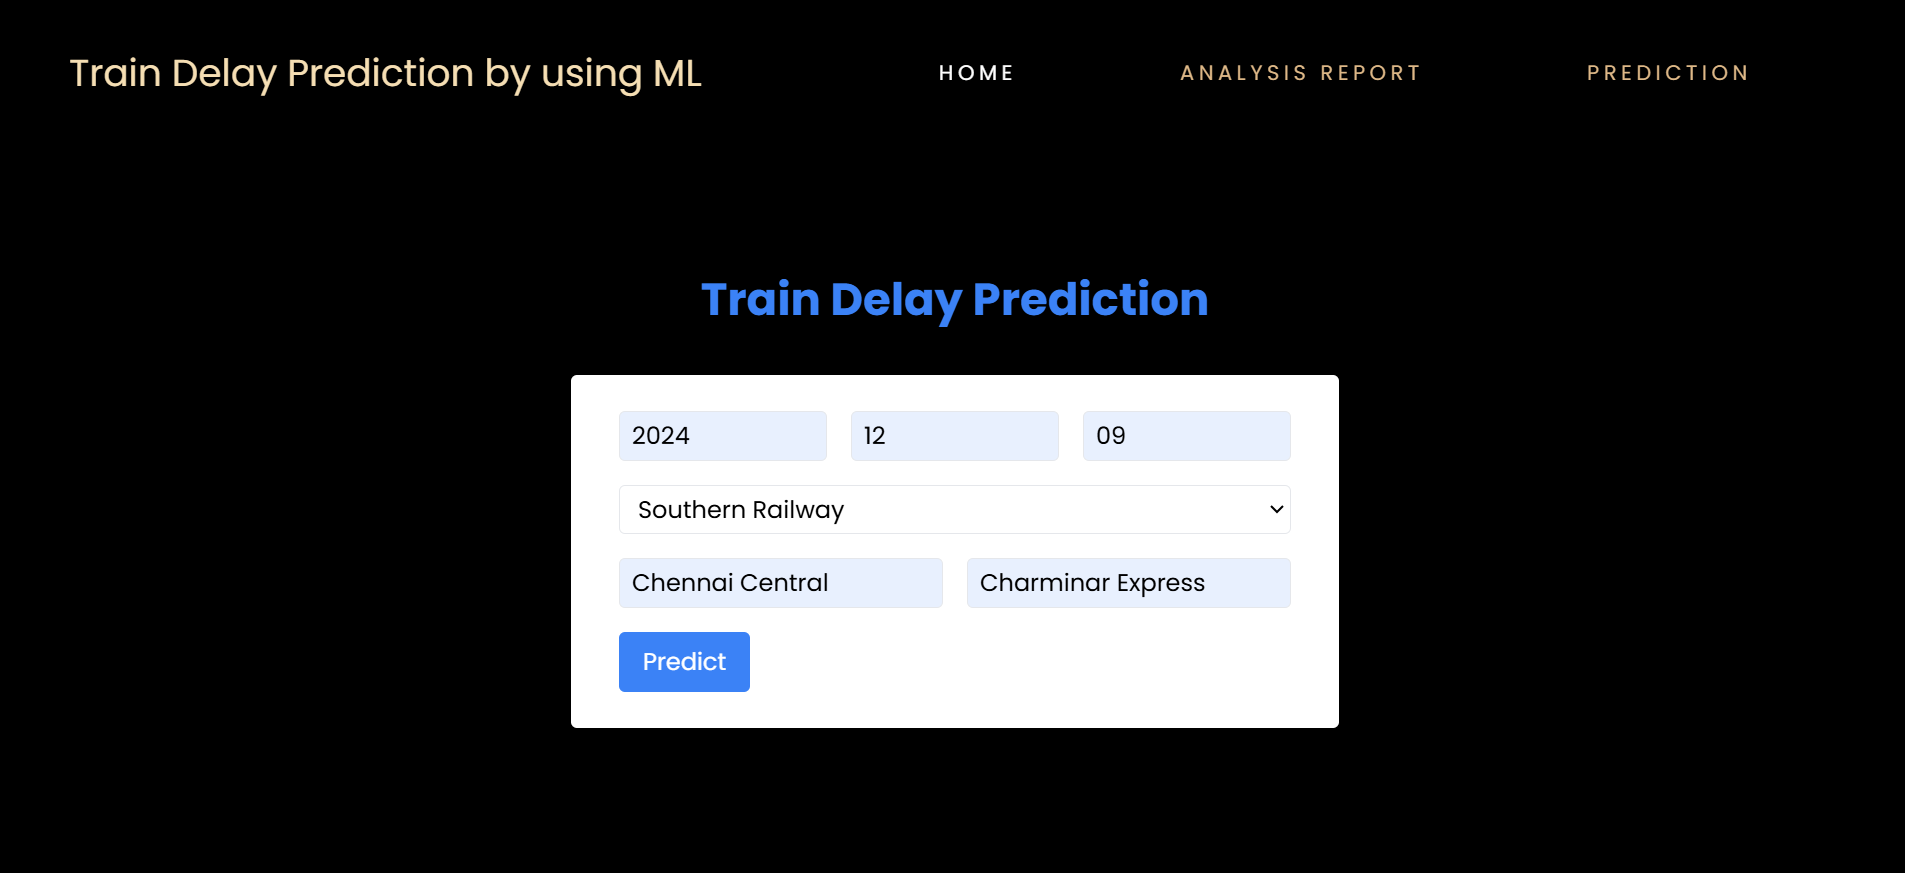 Train Delay Prediction by using ML HOME ANALYSIS REPORT PREDICTION
Train Delay Prediction
2024 12 09
Southern Railway
Chennai Central Charminar Express
Predict